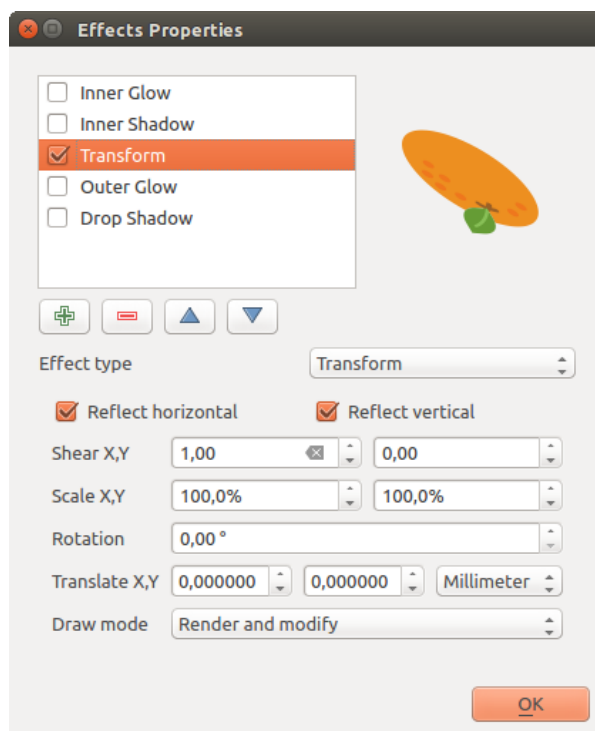 Effects Properties
Inner Glow
Inner Shadow
Transform
Outer Glow
Drop Shadow
Effect type Transform
Reflect horizontal Reflect vertical
Shear X,Y 1,00 0,00
Scale X,Y 100,0% 100,0%
Rotation 0,00 °
Translate X,Y 0,000000 0,000000 Millimeter
Draw mode Render and modify
OK